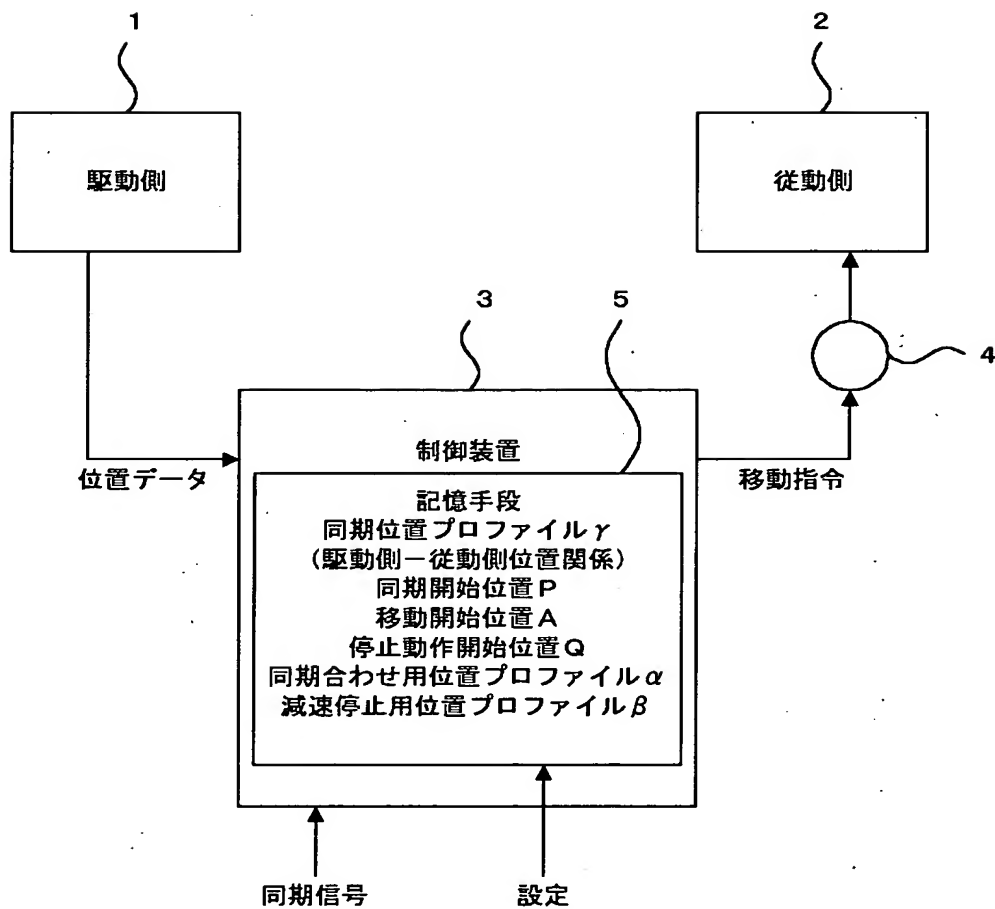 1
2
駆動側
従動側
3
5
4
制御装置
位置データ
移動指令
記憶手段
同期位置プロファイルγ
(駆動側－従動側位置関係)
同期開始位置P
移動開始位置A
停止動作開始位置Q
同期合わせ用位置プロファイルα
減速停止用位置プロファイルβ
同期信号
設定